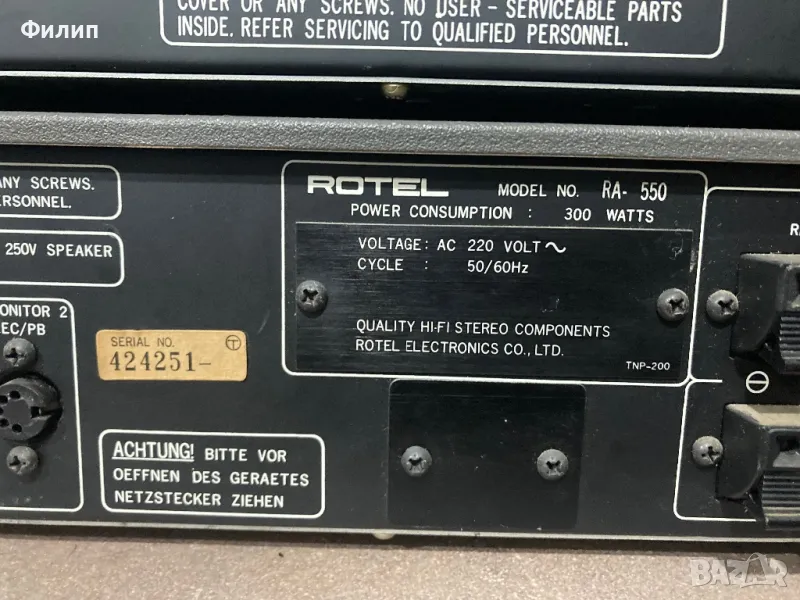 Филип
COVER OR ANY SCREWS. NO USER - SERVICEABLE PARTS
INSIDE. REFER SERVICING TO QUALIFIED PERSONNEL.
ANY SCREWS.
ERSONNEL.
250V SPEAKER
MONITOR 2
EC/PB
SERIAL NO.
424251-
T
ACHTUNG! BITTE VOR
OEFFNEN DES GERAETES
NETZSTECKER ZIEHEN
ROTEL MODEL NO. RA- 550
POWER CONSUMPTION : 300 WATTS
VOLTAGE: AC 220 VOLT ~
CYCLE : 50/60Hz
QUALITY HI-FI STEREO COMPONENTS
ROTEL ELECTRONICS CO., LTD.
TNP-200
R
BAZAR